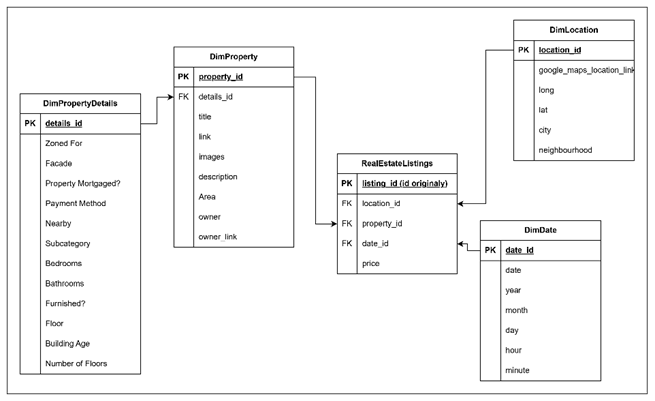 DimPropertyDetails
PK details_id
Zoned For
Facade
Property Mortgaged?
Payment Method
Nearby
Subcategory
Bedrooms
Bathrooms
Furnished?
Floor
Building Age
Number of Floors
DimProperty
PK property_id
FK details_id
title
link
images
description
Area
owner
owner_link
RealEstateListings
PK listing_id (id originaly)
FK location_id
FK property_id
FK date_id
price
DimLocation
PK location_id
google_maps_location_link
long
lat
city
neighbourhood
DimDate
PK date_id
date
year
month
day
hour
minute